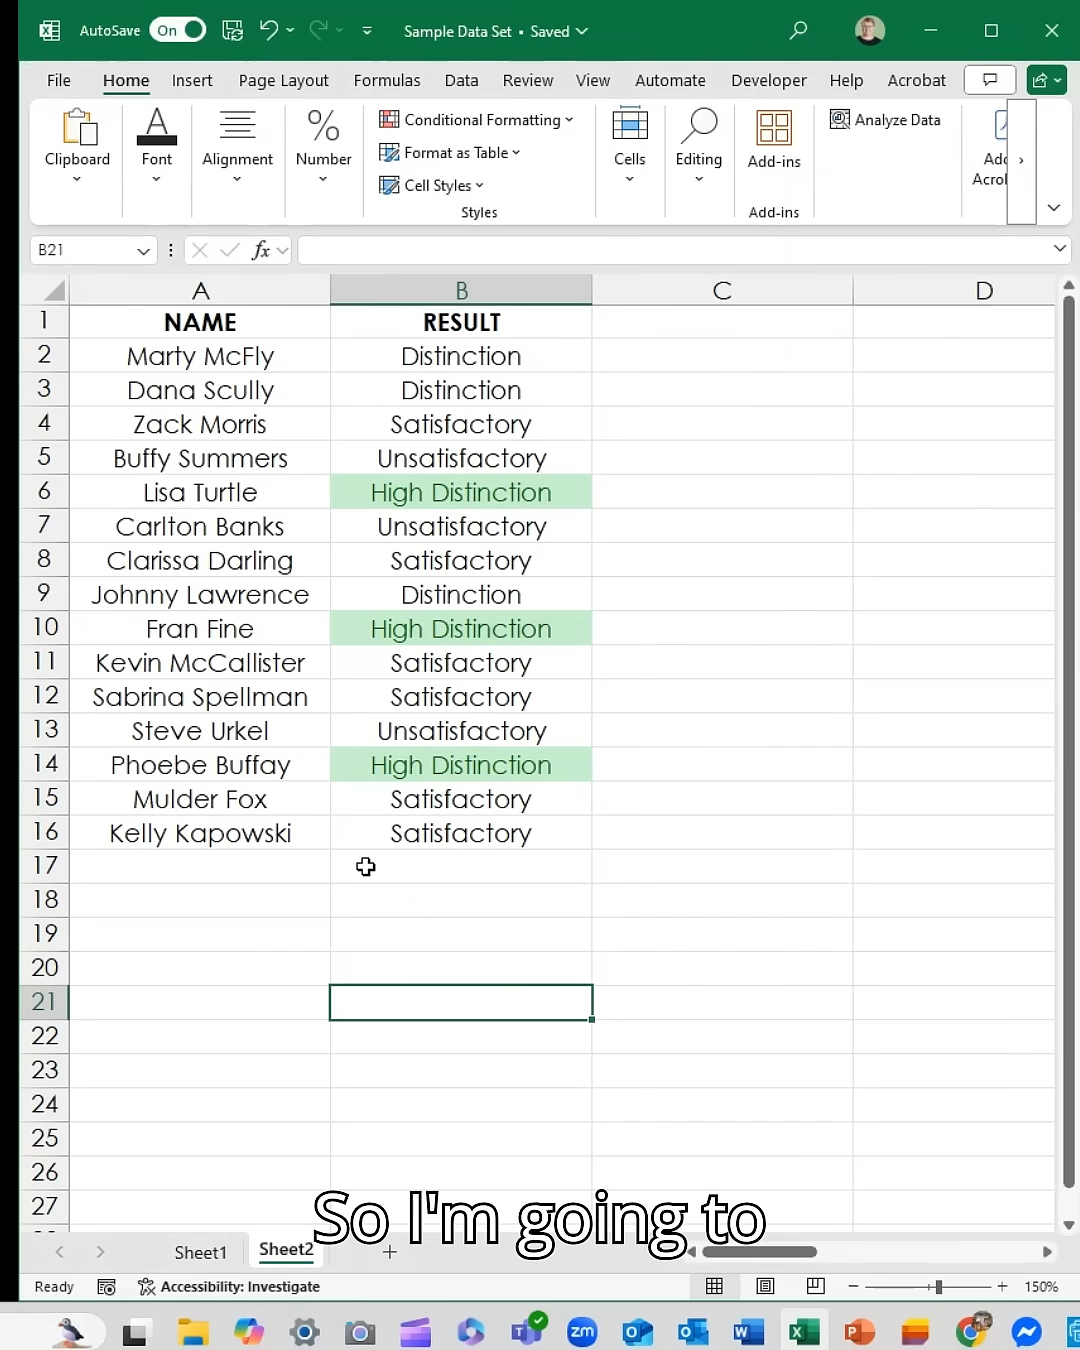 AutoSave On Sample Data Set • Saved
File Home Insert Page Layout Formulas Data Review View Automate Developer Help Acrobat
Clipboard Font Alignment Number Conditional Formatting Format as Table Cell Styles Styles Cells Editing Add-ins Add-ins Analyze Data
B21 fx
A B C D
1 NAME RESULT
2 Marty McFly Distinction
3 Dana Scully Distinction
4 Zack Morris Satisfactory
5 Buffy Summers Unsatisfactory
6 Lisa Turtle High Distinction
7 Carlton Banks Unsatisfactory
8 Clarissa Darling Satisfactory
9 Johnny Lawrence Distinction
10 Fran Fine High Distinction
11 Kevin McCallister Satisfactory
12 Sabrina Spellman Satisfactory
13 Steve Urkel Unsatisfactory
14 Phoebe Buffay High Distinction
15 Mulder Fox Satisfactory
16 Kelly Kapowski Satisfactory
17
18
19
20
21
22
23
24
25
26
27
So I'm going to
Sheet1 Sheet2
Ready Accessibility: Investigate 150%
zm